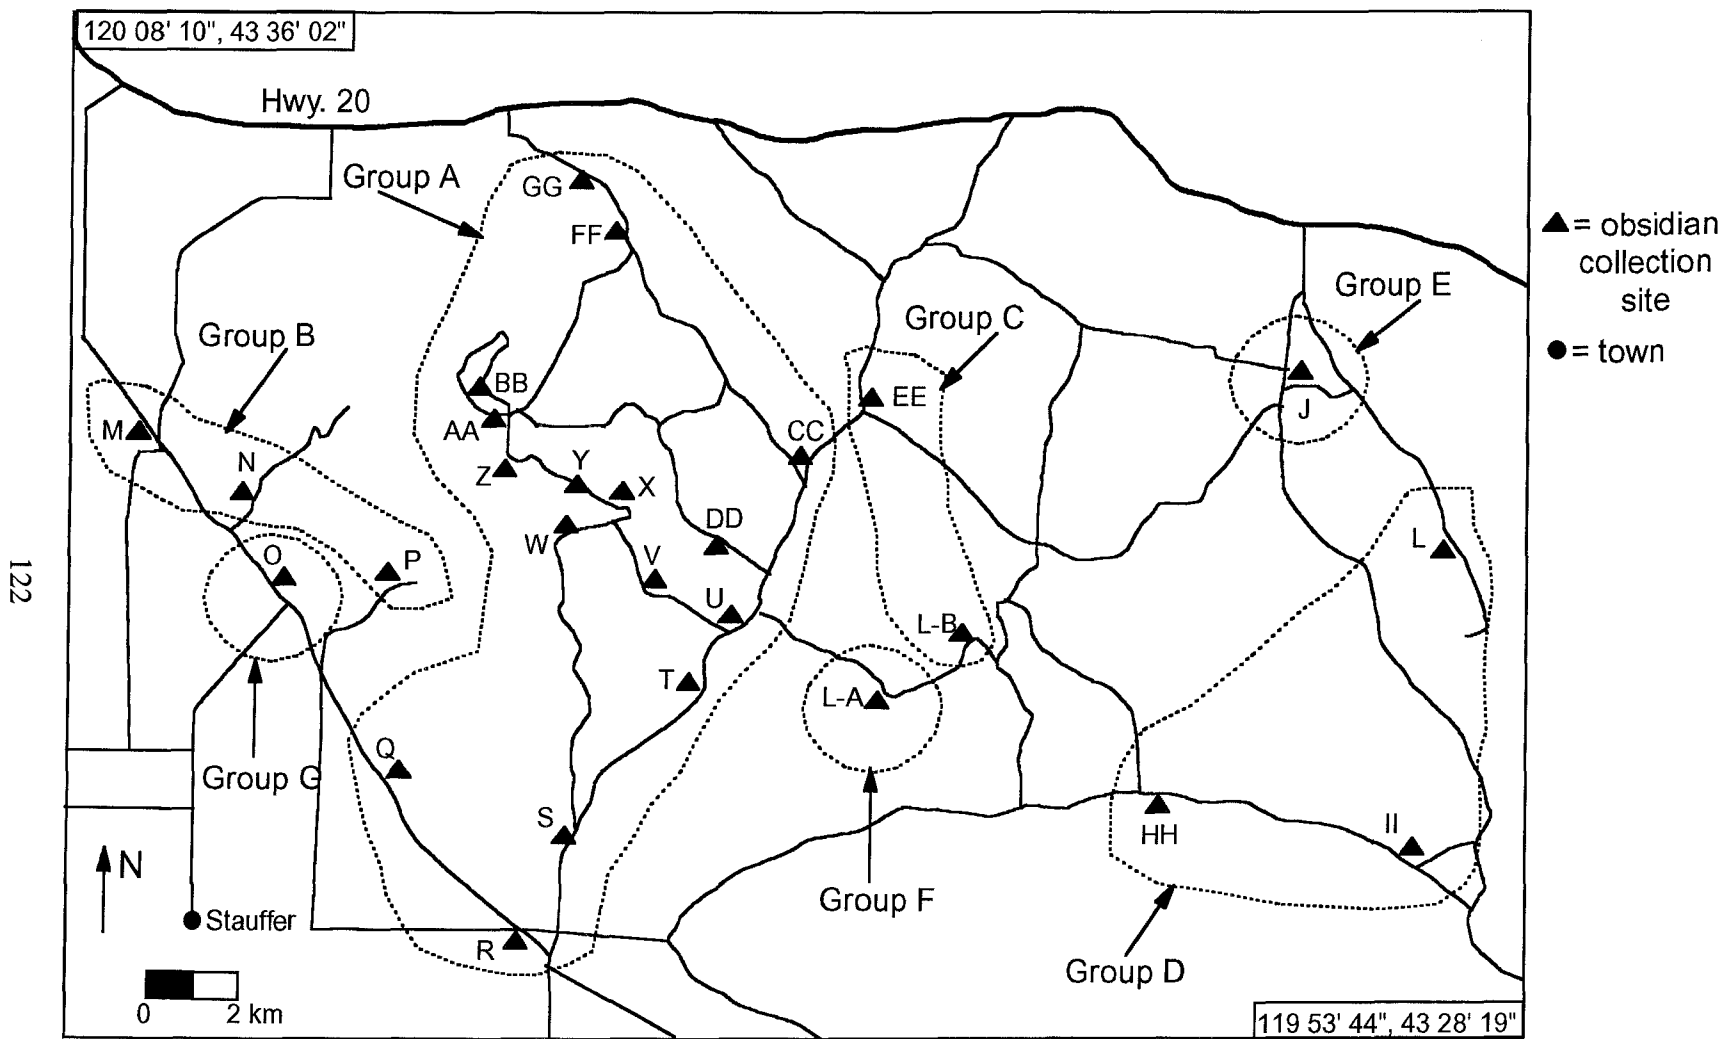 120 08' 10", 43 36' 02"
Hwy. 20
Group A
GG
FF
▲= obsidian
collection
site
●= town
Group E
Group C
Group B
BB
EE
AA
M
CC
J
N
Z
Y
X
DD
L
W
O
P
V
U
L-B
122
T
L-A
Q
Group G
S
HH
II
N
Group F
Stauffer
R
Group D
0 2 km
119 53' 44", 43 28' 19"